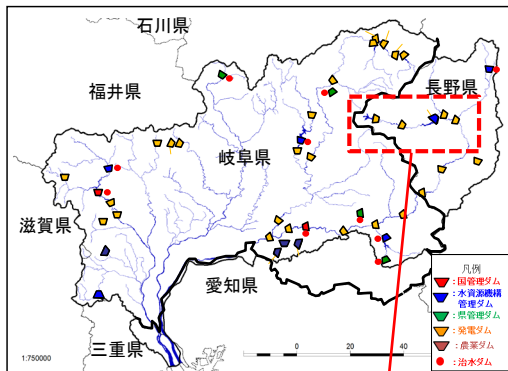 石川県
福井県
長野県
岐阜県
滋賀県
愛知県
三重県
1:750000
0
20
40
凡例
:国管理ダム
:水資源機構
管理ダム
:県管理ダム
:発電ダム
:農業ダム
:治水ダム